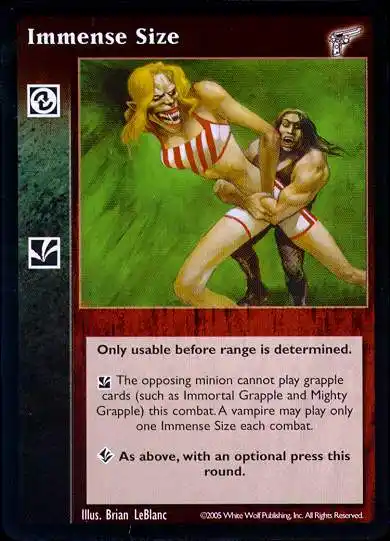 Immense Size
Only usable before range is determined.
The opposing minion cannot play grapple
cards (such as Immortal Grapple and Mighty
Grapple) this combat. A vampire may play only
one Immense Size each combat.
As above, with an optional press this
round.
Illus. Brian LeBlanc
©2005 White Wolf Publishing, Inc. All Rights Reserved.